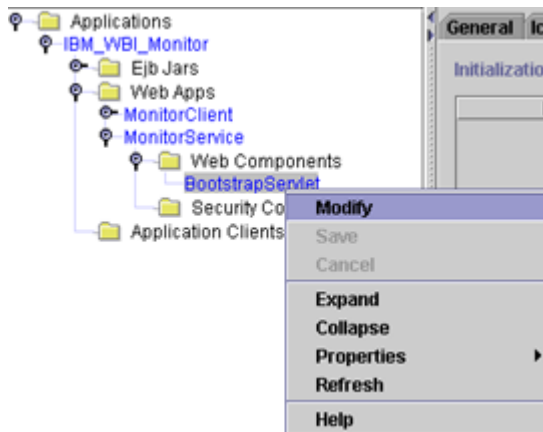 Applications
IBM_WBI_Monitor
Ejb Jars
Web Apps
MonitorClient
MonitorService
Web Components
BootstrapServlet
Security Co
Application Clients
General Ic
Initializatio
Modify
Save
Cancel
Expand
Collapse
Properties
Refresh
Help